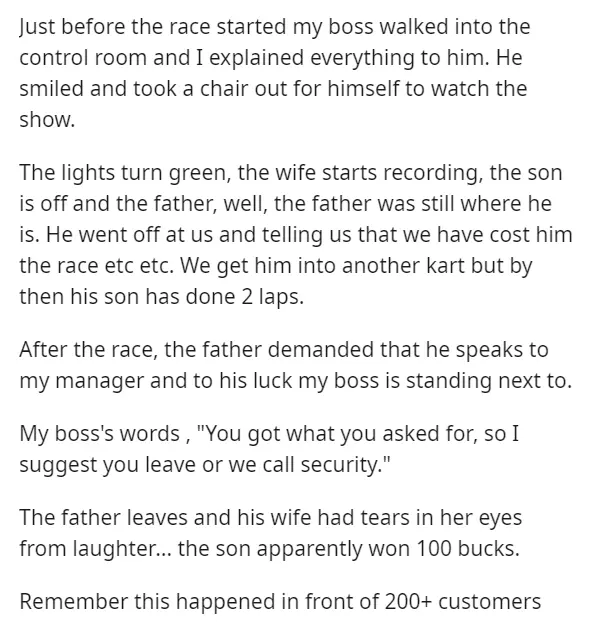 Just before the race started my boss walked into the
control room and I explained everything to him. He
smiled and took a chair out for himself to watch the
show.
The lights turn green, the wife starts recording, the son
is off and the father, well, the father was still where he
is. He went off at us and telling us that we have cost him
the race etc etc. We get him into another kart but by
then his son has done 2 laps.
After the race, the father demanded that he speaks to
my manager and to his luck my boss is standing next to.
My boss's words , "You got what you asked for, so I
suggest you leave or we call security."
The father leaves and his wife had tears in her eyes
from laughter... the son apparently won 100 bucks.
Remember this happened in front of 200+ customers